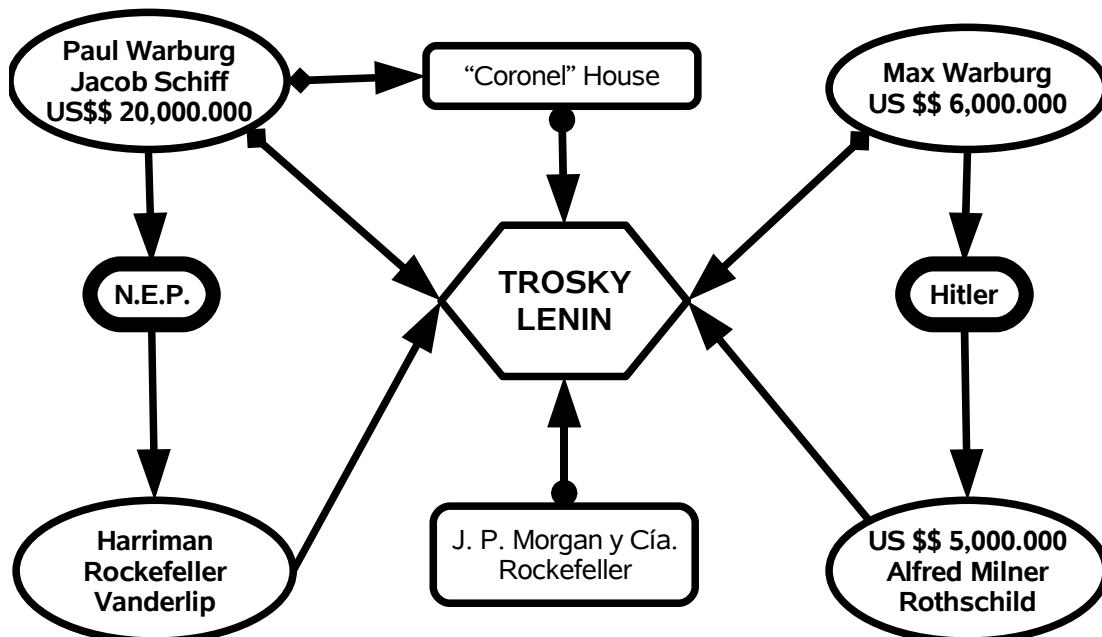 Paul Warburg
Jacob Schiff
US$$ 20,000.000
“Coronel” House
Max Warburg
US $$ 6,000.000
N.E.P.
TROSKY
LENIN
Hitler
Harriman
Rockefeller
Vanderlip
J. P. Morgan y Cía.
Rockefeller
US $$ 5,000.000
Alfred Milner
Rothschild